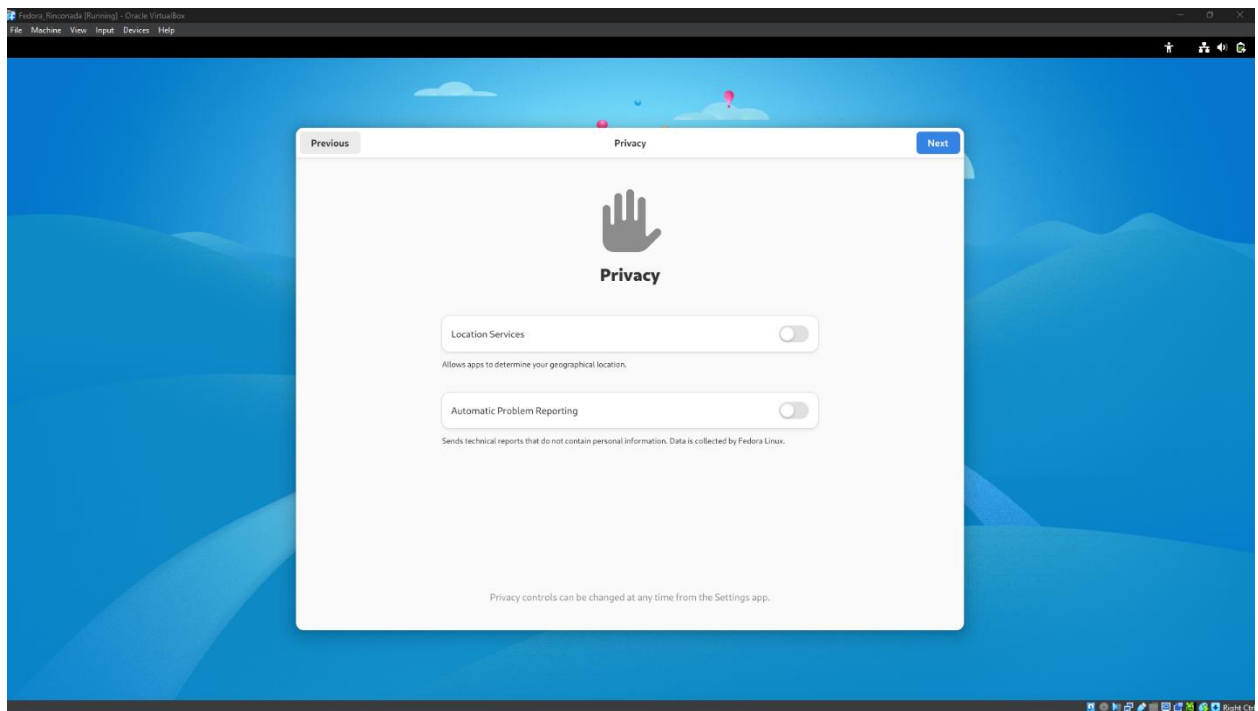 Fedora_Rinconada [Running] - Oracle VirtualBox
File Machine View Input Devices Help
Previous
Privacy
Next
Privacy
Location Services
Allows apps to determine your geographical location.
Automatic Problem Reporting
Sends technical reports that do not contain personal information. Data is collected by Fedora Linux.
Privacy controls can be changed at any time from the Settings app.
Right Ctrl